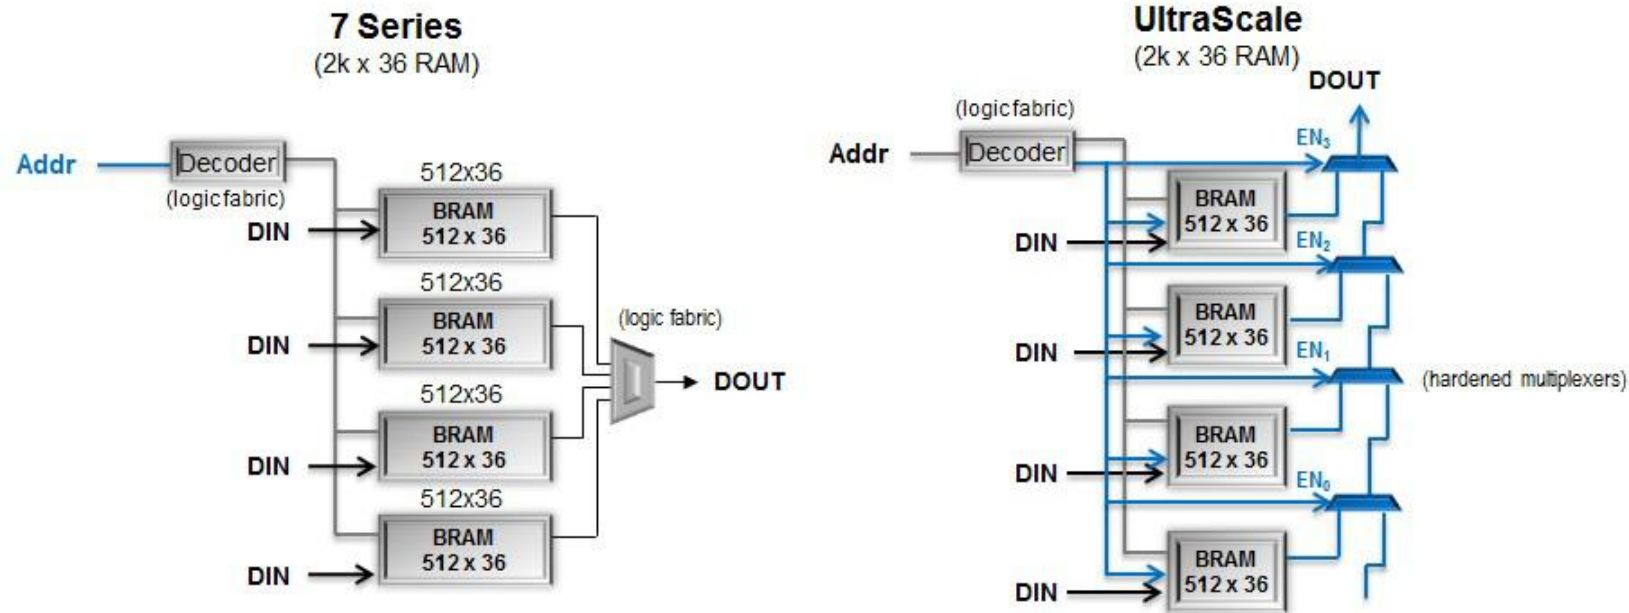 7 Series
(2k x 36 RAM)
Addr
Decoder
(logic fabric)
512x36
BRAM
512 x 36
DIN
512x36
BRAM
512 x 36
DIN
(logic fabric)
DOUT
512x36
BRAM
512 x 36
DIN
512x36
BRAM
512 x 36
DIN
UltraScale
(2k x 36 RAM)
DOUT
(logic fabric)
Addr
Decoder
EN3
BRAM
512 x 36
DIN
EN2
BRAM
512 x 36
DIN
EN1
(hardened multiplexers)
BRAM
512 x 36
DIN
EN0
BRAM
512 x 36
DIN